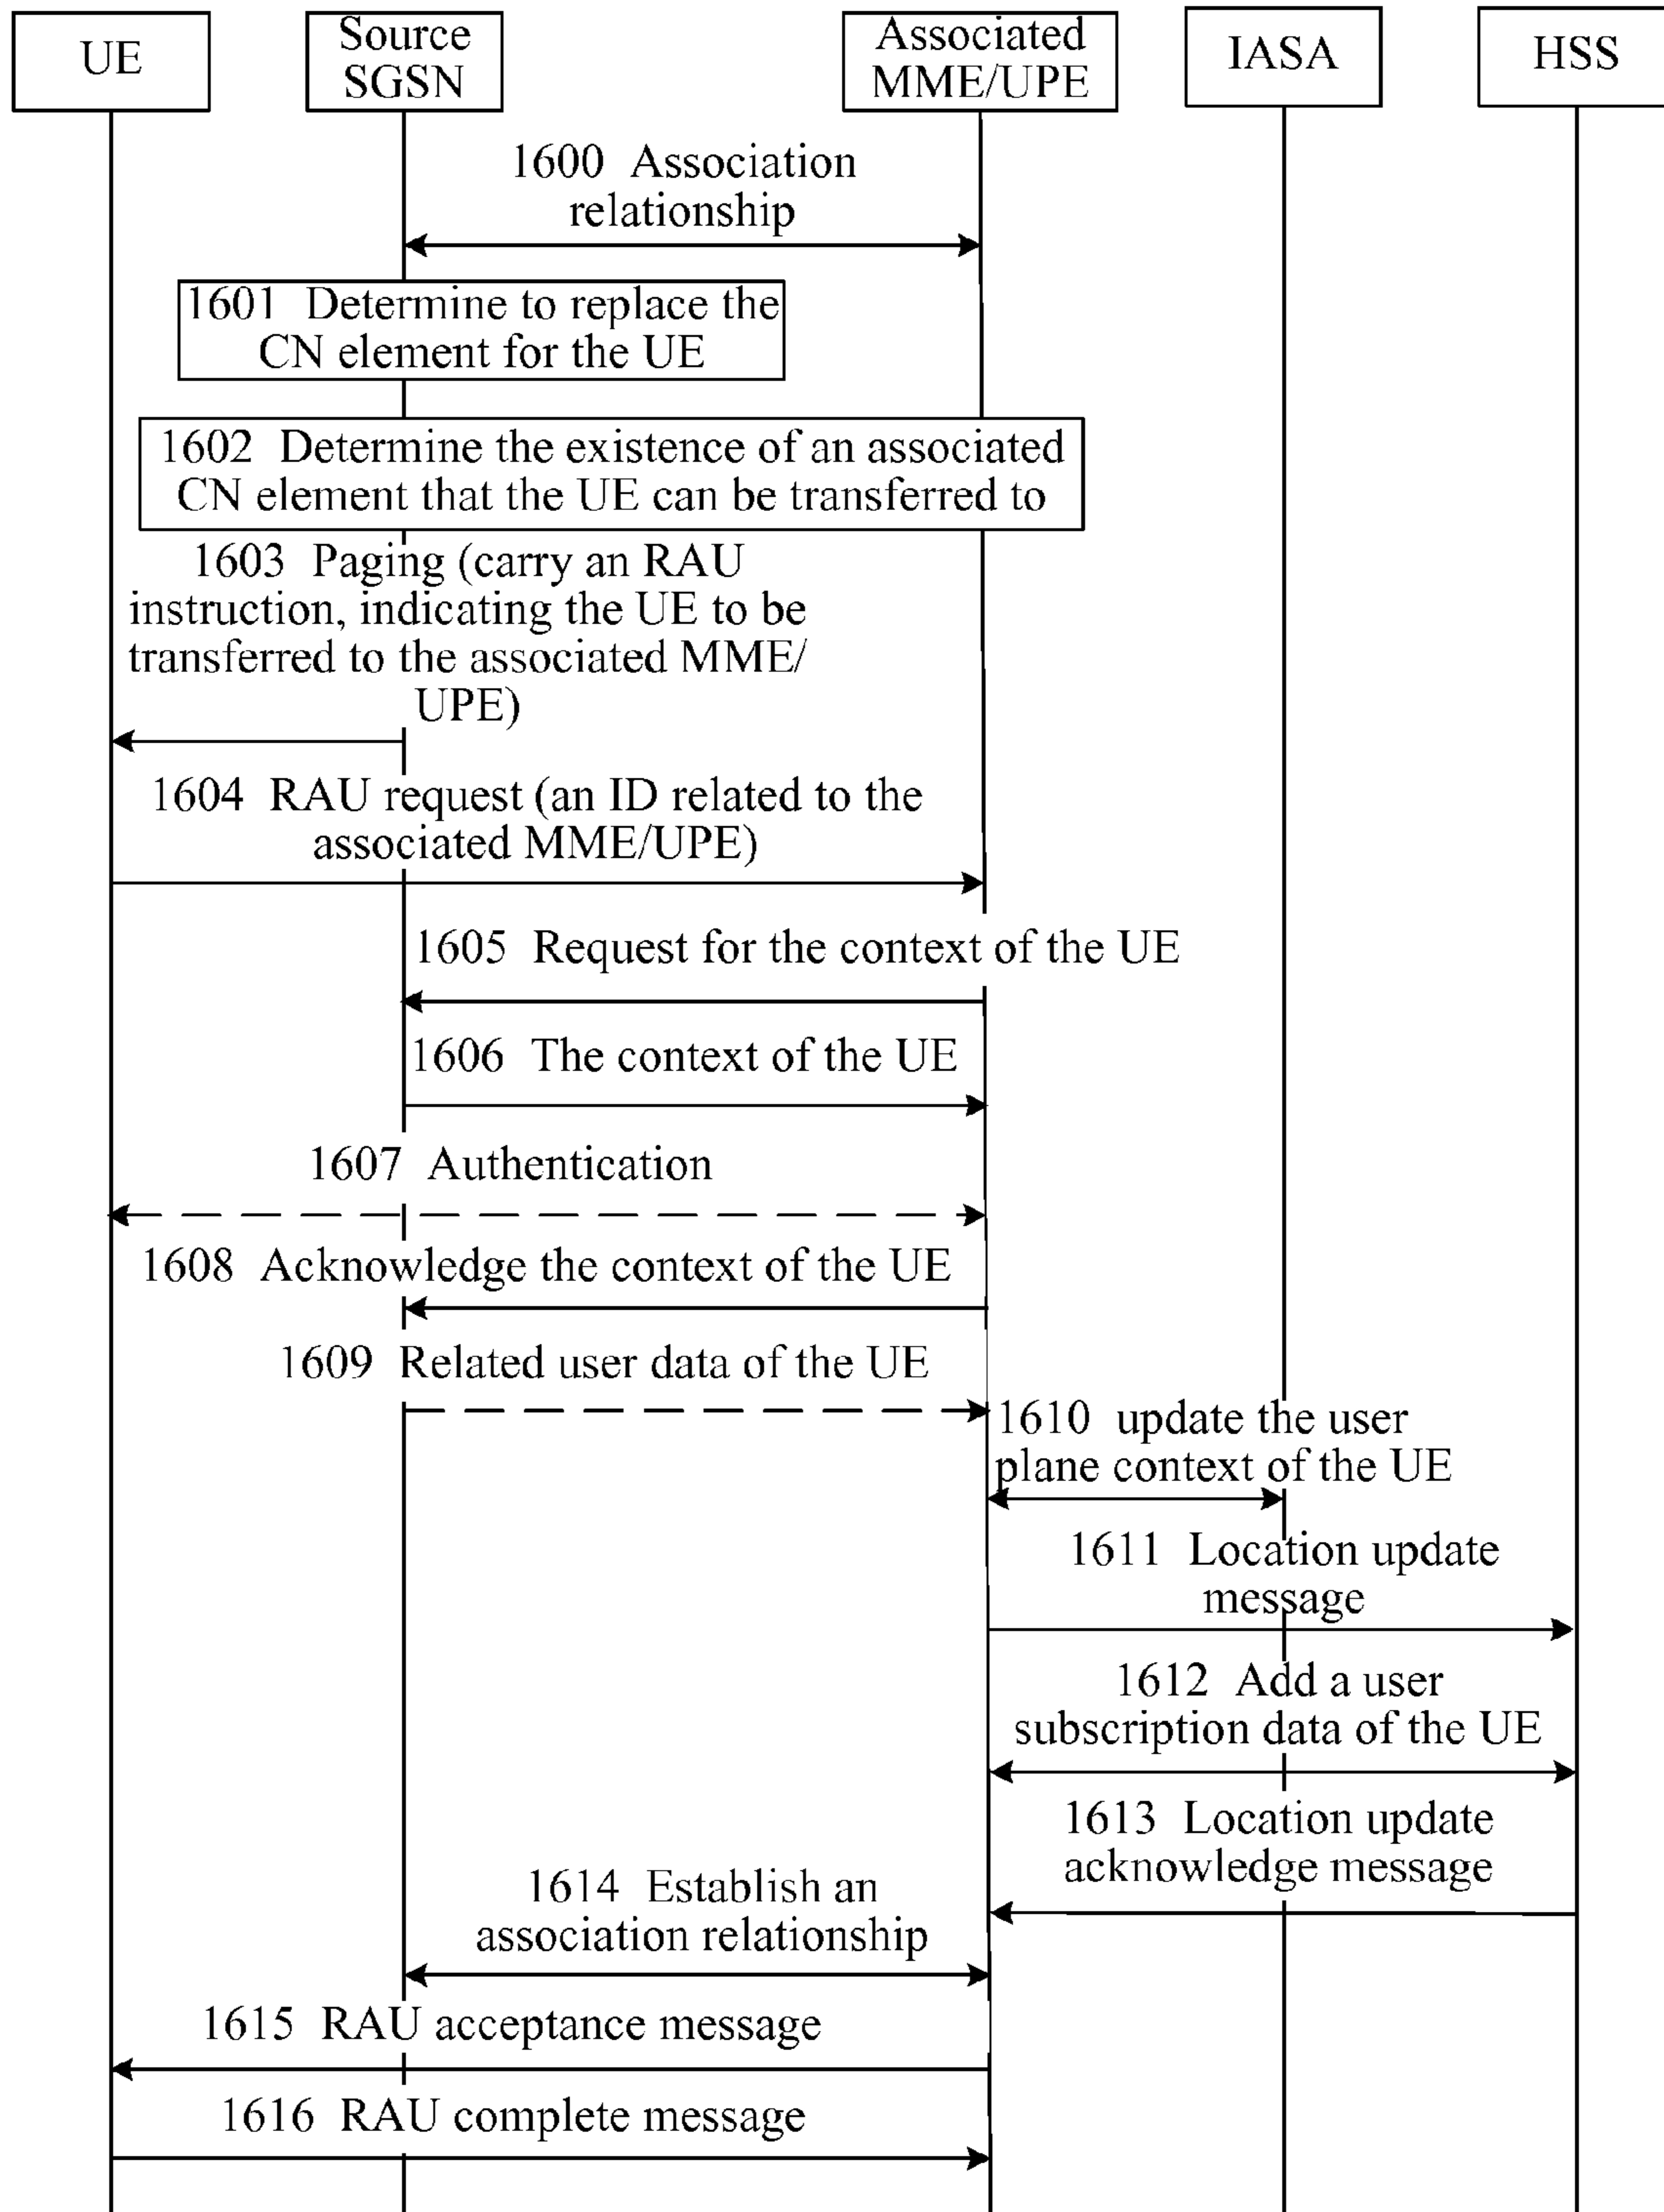 UE
Source
SGSN
Associated
MME/UPE
IASA
HSS
1600 Association
relationship
1601 Determine to replace the
CN element for the UE
1602 Determine the existence of an associated
CN element that the UE can be transferred to
1603 Paging (carry an RAU
instruction, indicating the UE to be
transferred to the associated MME/
UPE)
1604 RAU request (an ID related to the
associated MME/UPE)
1605 Request for the context of the UE
1606 The context of the UE
1607 Authentication
1608 Acknowledge the context of the UE
1609 Related user data of the UE
1610 update the user
plane context of the UE
1611 Location update
message
1612 Add a user
subscription data of the UE
1613 Location update
acknowledge message
1614 Establish an
association relationship
1615 RAU acceptance message
1616 RAU complete message